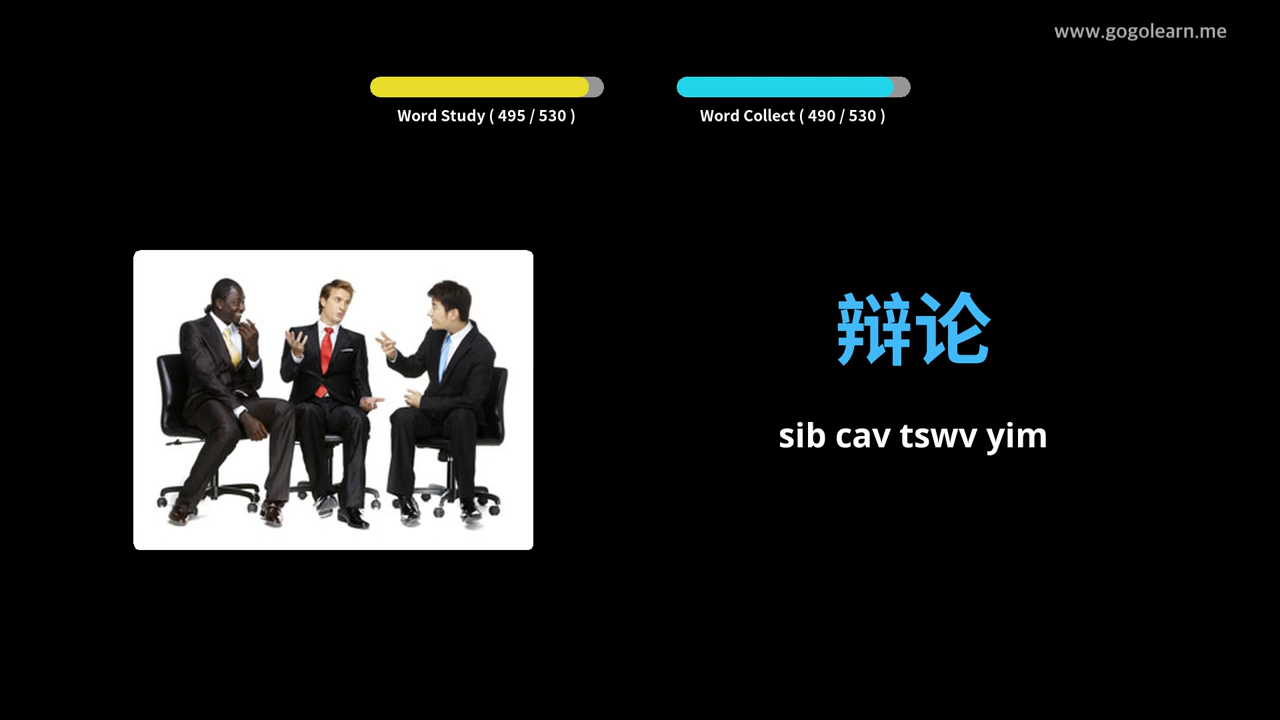 www.gogolearn.me
Word Study ( 495 / 530 )
Word Collect ( 490 / 530 )
辩论
sib cav tswv yim